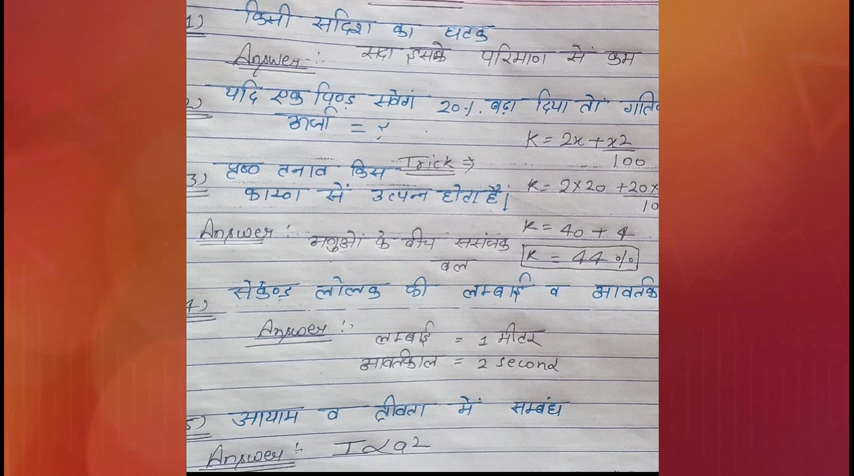 1) किसी सदिश का घटक
Answer :- सदा इसके परिमाण से कम
2) यदि एक पिण्ड संवेग 20%. बढ़ा दिया तो गतिज
ऊर्जा = ?
K = 2x + x2/100
3) प्रष्ठ तनाव किस Trick ⇒
K = 2×20 + 20×
कारण से उत्पन्न होता है।
K = 40 + 4
Answer : अणुओं के बीच ससंजक
बल
K = 44 %
4) सेकेण्ड लोलक की लम्बाई व आवर्तक
Answer :- लम्बाई = 1 मीटर
आवर्तकाल = 2 second
5) आयाम व तीव्रता में सम्बंध
Answer :- I ∝ a2